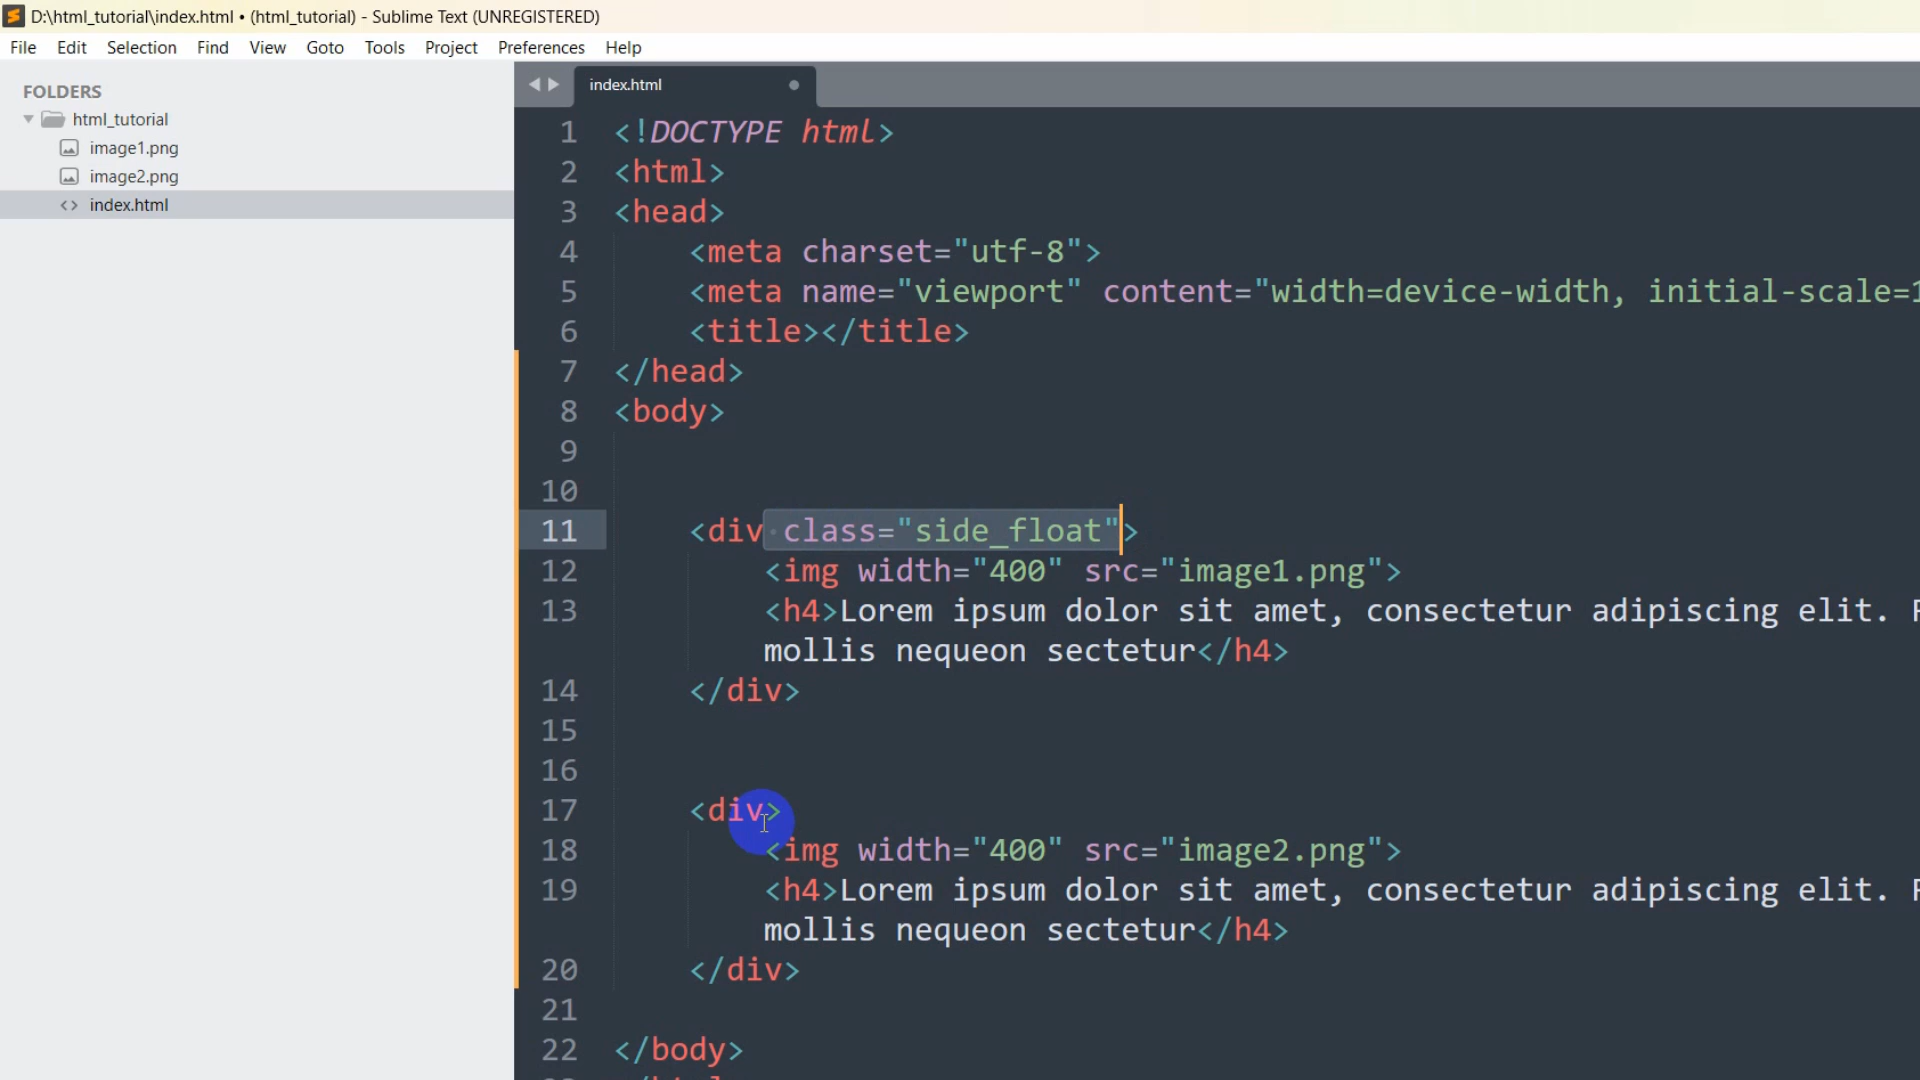 D:\html_tutorial\index.html • (html_tutorial) - Sublime Text (UNREGISTERED)
File Edit Selection Find View Goto Tools Project Preferences Help
FOLDERS
html_tutorial
image1.png
image2.png
<> index.html
index.html
1 <!DOCTYPE html>
2 <html>
3 <head>
4 <meta charset="utf-8">
5 <meta name="viewport" content="width=device-width, initial-scale=1
6 <title></title>
7 </head>
8 <body>
9
10
11 <div class="side_float">
12 <img width="400" src="image1.png">
13 <h4>Lorem ipsum dolor sit amet, consectetur adipiscing elit.
mollis nequeon sectetur</h4>
14 </div>
15
16
17 <div>
18 <img width="400" src="image2.png">
19 <h4>Lorem ipsum dolor sit amet, consectetur adipiscing elit.
mollis nequeon sectetur</h4>
20 </div>
21
22 </body>